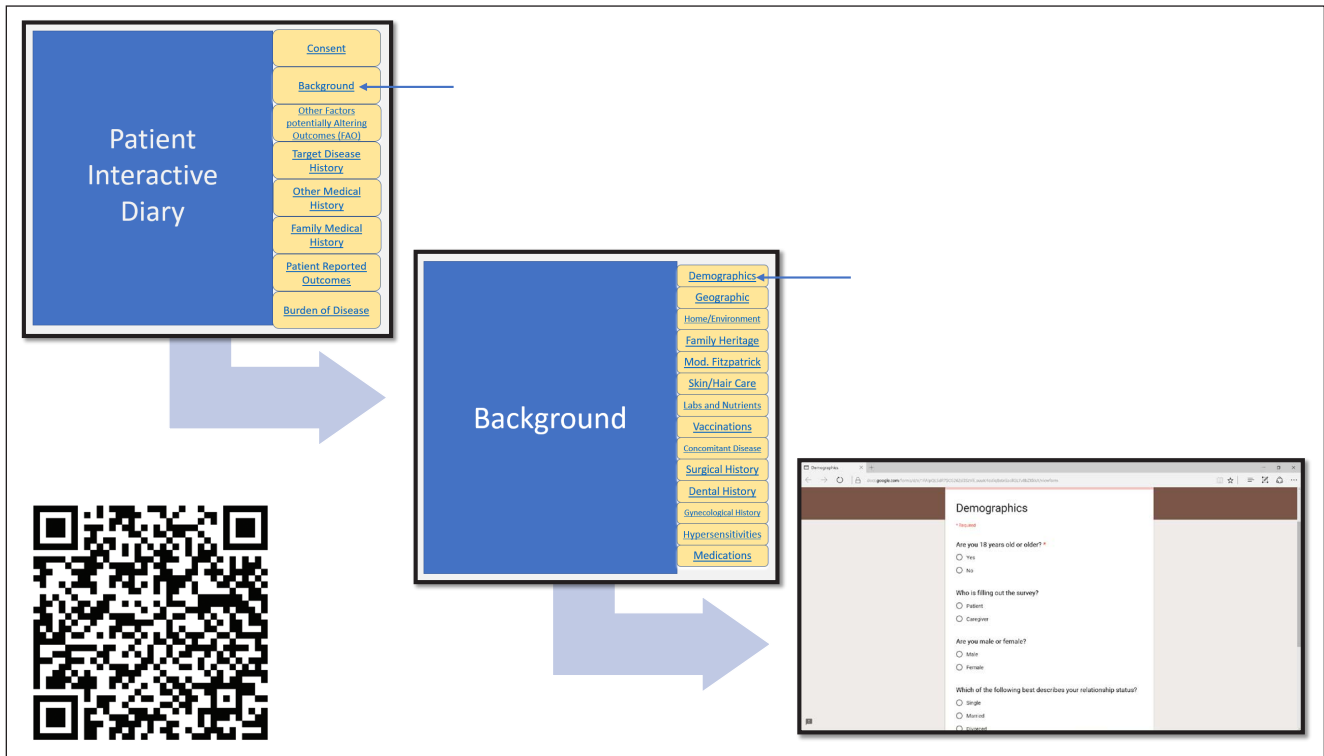 Patient
Interactive
Diary
Consent
Background
Other Factors
potentially Altering
Outcomes (FAO)
Target Disease
History
Other Medical
History
Family Medical
History
Patient Reported
Outcomes
Burden of Disease
Background
Demographics
Geographic
Home/Environment
Family Heritage
Mod. Fitzpatrick
Skin/Hair Care
Labs and Nutrients
Vaccinations
Concomitant Disease
Surgical History
Dental History
Gynecological History
Hypersensitivities
Medications
Demographics
Demographics
* Required
Are you 18 years old or older? *
Yes
No
Who is filling out the survey?
Patient
Caregiver
Are you male or female?
Male
Female
Which of the following best describes your relationship status?
Single
Married
Divorced